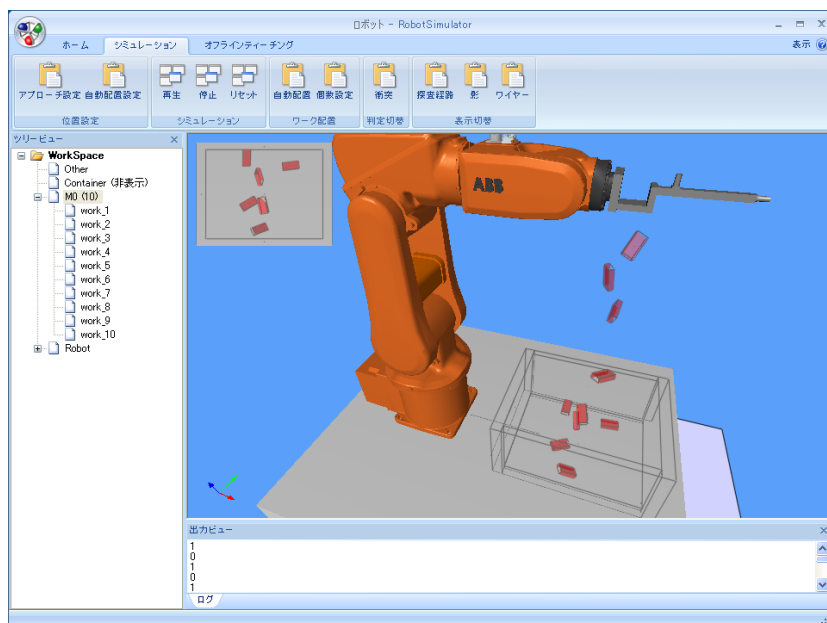 ロボット - RobotSimulator
ホーム シミュレーション オフラインティーチング 表示
アプローチ設定 自動配置設定 再生 停止 リセット 自動配置 個数設定 衝突 探査経路 影 ワイヤー
位置設定 シミュレーション ワーク配置 判定切替 表示切替
ツリービュー
WorkSpace
Other
Container (非表示)
M0 (10)
work_1
work_2
work_3
work_4
work_5
work_6
work_7
work_8
work_9
work_10
Robot
ABB
出力ビュー
1
0
1
0
1
ログ